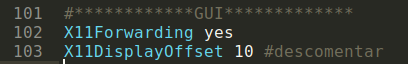 101 #************GUI*************
102 X11Forwarding yes
103 X11DisplayOffset 10 #descomentar